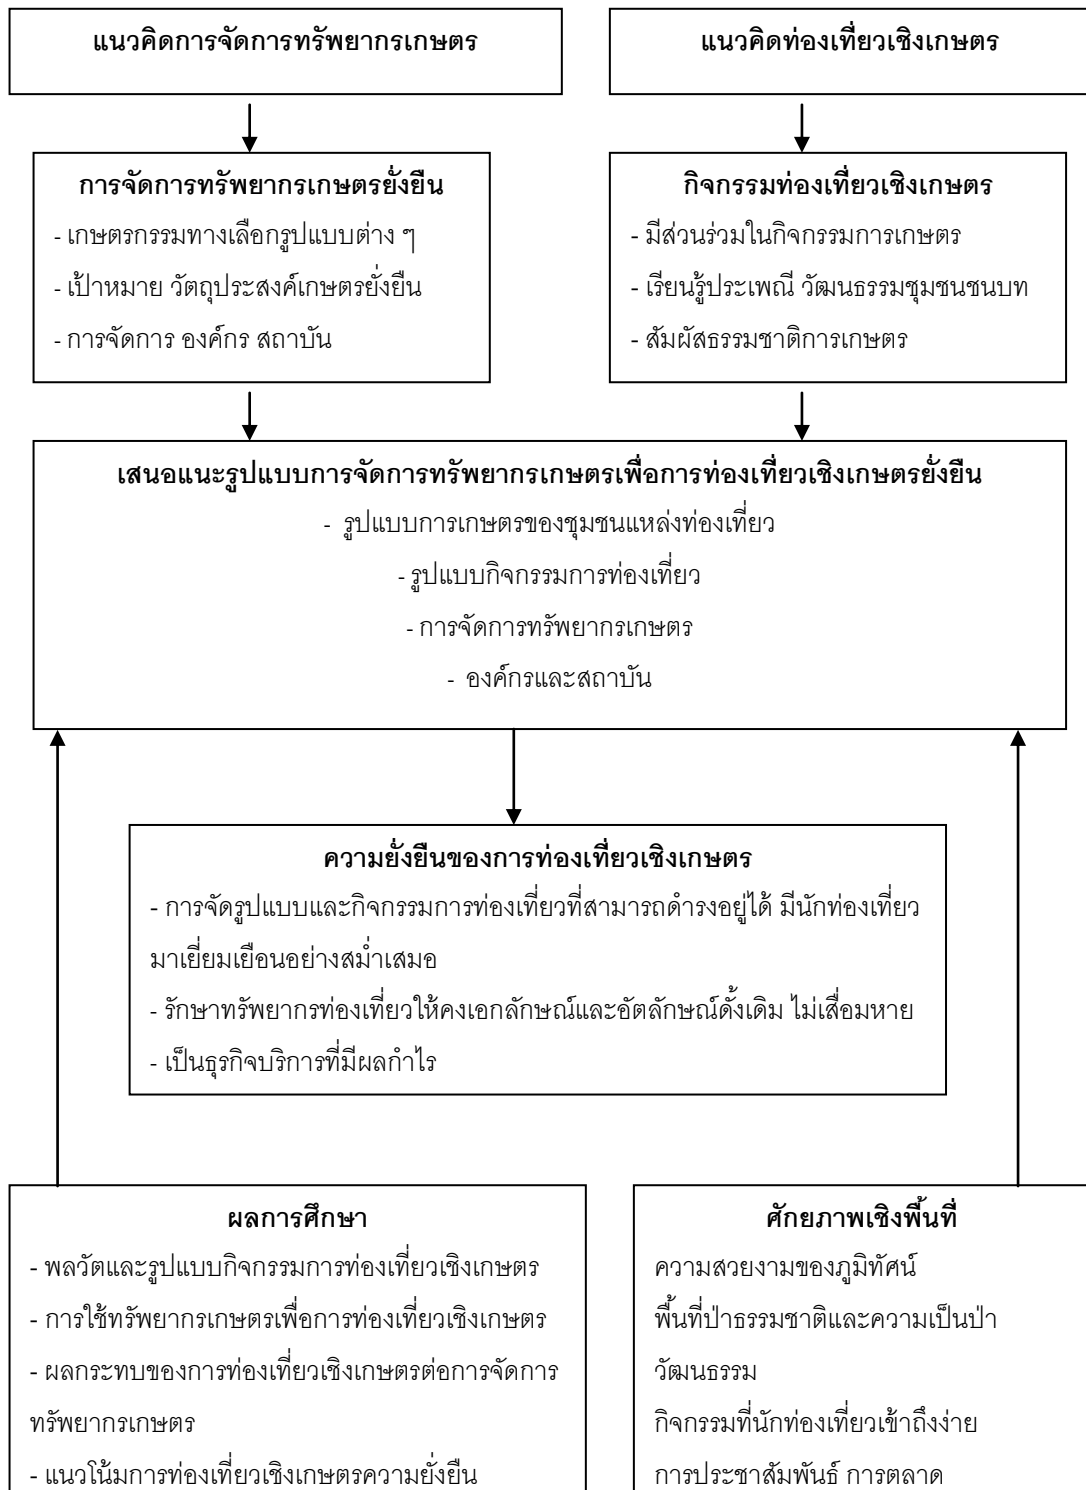 แนวคิดการจัดการทรัพยากรเกษตร
แนวคิดท่องเที่ยวเชิงเกษตร
การจัดการทรัพยากรเกษตรยั่งยืน
- เกษตรกรรมทางเลือกรูปแบบต่าง ๆ
- เป้าหมาย วัตถุประสงค์เกษตรยั่งยืน
- การจัดการ องค์กร สถาบัน
กิจกรรมท่องเที่ยวเชิงเกษตร
- มีส่วนร่วมในกิจกรรมการเกษตร
- เรียนรู้ประเพณี วัฒนธรรมชุมชนชนบท
- สัมผัสธรรมชาติการเกษตร
เสนอแนะรูปแบบการจัดการทรัพยากรเกษตรเพื่อการท่องเที่ยวเชิงเกษตรยั่งยืน
- รูปแบบการเกษตรของชุมชนแหล่งท่องเที่ยว
- รูปแบบกิจกรรมการท่องเที่ยว
- การจัดการทรัพยากรเกษตร
- องค์กรและสถาบัน
ความยั่งยืนของการท่องเที่ยวเชิงเกษตร
- การจัดรูปแบบและกิจกรรมการท่องเที่ยวที่สามารถดำรงอยู่ได้ มีนักท่องเที่ยว
มาเยี่ยมเยือนอย่างสม่ำเสมอ
- รักษาทรัพยากรท่องเที่ยวให้คงเอกลักษณ์และอัตลักษณ์ดั้งเดิม ไม่เสื่อมหาย
- เป็นธุรกิจบริการที่มีผลกำไร
ผลการศึกษา
- พลวัตและรูปแบบกิจกรรมการท่องเที่ยวเชิงเกษตร
- การใช้ทรัพยากรเกษตรเพื่อการท่องเที่ยวเชิงเกษตร
- ผลกระทบของการท่องเที่ยวเชิงเกษตรต่อการจัดการ
ทรัพยากรเกษตร
- แนวโน้มการท่องเที่ยวเชิงเกษตรความยั่งยืน
ศักยภาพเชิงพื้นที่
ความสวยงามของภูมิทัศน์
พื้นที่ป่าธรรมชาติและความเป็นป่า
วัฒนธรรม
กิจกรรมที่นักท่องเที่ยวเข้าถึงง่าย
การประชาสัมพันธ์ การตลาด